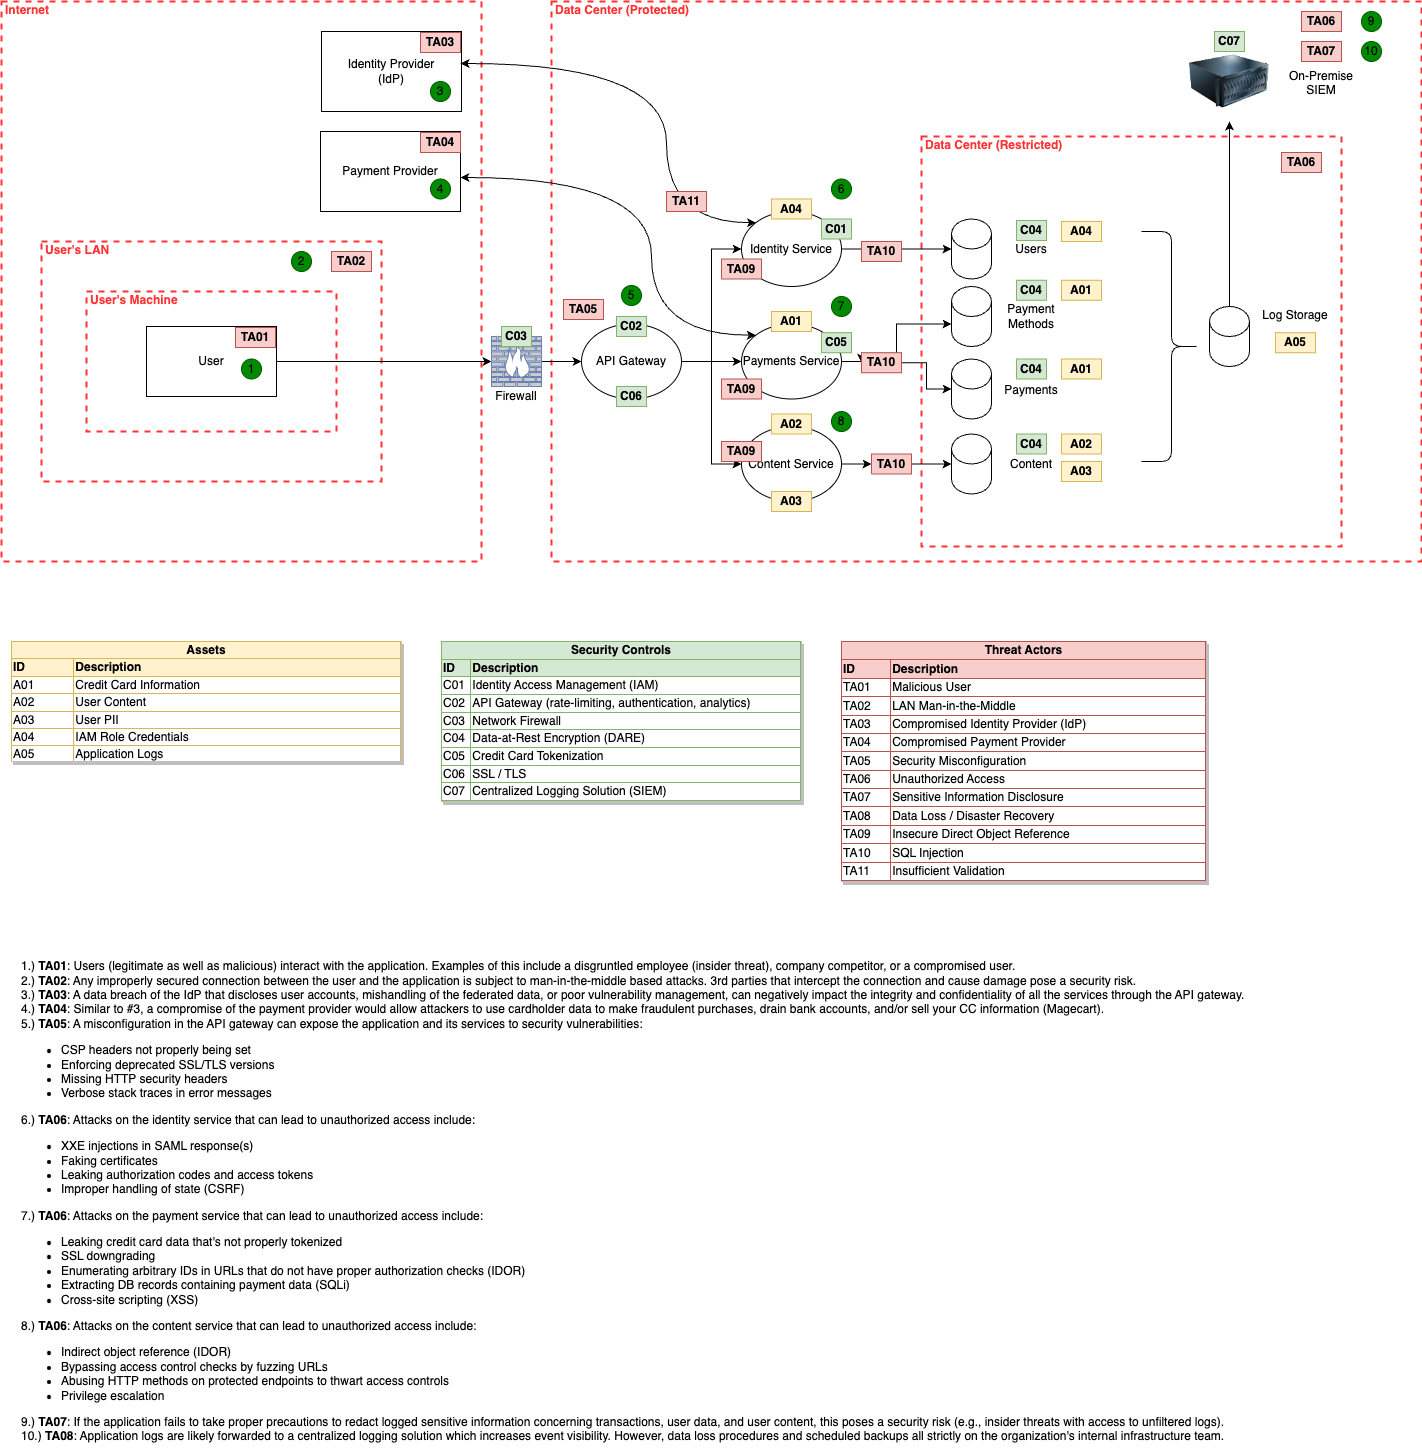 Internet
Data Center (Protected)
TA03
Identity Provider
(IdP)
3
TA04
Payment Provider
4
User's LAN
2
TA02
User's Machine
TA01
User
1
C03
Firewall
TA05
5
C02
API Gateway
C06
TA11
6
A04
C01
Identity Service
TA09
TA10
7
A01
C05
Payments Service
TA09
TA10
8
A02
TA09
Content Service
A03
TA10
TA06
9
TA07
10
C07
On-Premise
SIEM
Data Center (Restricted)
TA06
C04
A04
Users
C04
A01
Payment
Methods
C04
A01
Payments
C04
A02
Content
A03
Log Storage
A05
Assets
ID Description
A01 Credit Card Information
A02 User Content
A03 User PII
A04 IAM Role Credentials
A05 Application Logs
Security Controls
ID Description
C01 Identity Access Management (IAM)
C02 API Gateway (rate-limiting, authentication, analytics)
C03 Network Firewall
C04 Data-at-Rest Encryption (DARE)
C05 Credit Card Tokenization
C06 SSL / TLS
C07 Centralized Logging Solution (SIEM)
Threat Actors
ID Description
TA01 Malicious User
TA02 LAN Man-in-the-Middle
TA03 Compromised Identity Provider (IdP)
TA04 Compromised Payment Provider
TA05 Security Misconfiguration
TA06 Unauthorized Access
TA07 Sensitive Information Disclosure
TA08 Data Loss / Disaster Recovery
TA09 Insecure Direct Object Reference
TA10 SQL Injection
TA11 Insufficient Validation
1.) TA01: Users (legitimate as well as malicious) interact with the application. Examples of this include a disgruntled employee (insider threat), company competitor, or a compromised user.
2.) TA02: Any improperly secured connection between the user and the application is subject to man-in-the-middle based attacks. 3rd parties that intercept the connection and cause damage pose a security risk.
3.) TA03: A data breach of the IdP that discloses user accounts, mishandling of the federated data, or poor vulnerability management, can negatively impact the integrity and confidentiality of all the services through the API gateway.
4.) TA04: Similar to #3, a compromise of the payment provider would allow attackers to use cardholder data to make fraudulent purchases, drain bank accounts, and/or sell your CC information (Magecart).
5.) TA05: A misconfiguration in the API gateway can expose the application and its services to security vulnerabilities:
• CSP headers not properly being set
• Enforcing deprecated SSL/TLS versions
• Missing HTTP security headers
• Verbose stack traces in error messages
6.) TA06: Attacks on the identity service that can lead to unauthorized access include:
• XXE injections in SAML response(s)
• Faking certificates
• Leaking authorization codes and access tokens
• Improper handling of state (CSRF)
7.) TA06: Attacks on the payment service that can lead to unauthorized access include:
• Leaking credit card data that's not properly tokenized
• SSL downgrading
• Enumerating arbitrary IDs in URLs that do not have proper authorization checks (IDOR)
• Extracting DB records containing payment data (SQLi)
• Cross-site scripting (XSS)
8.) TA06: Attacks on the content service that can lead to unauthorized access include:
• Indirect object reference (IDOR)
• Bypassing access control checks by fuzzing URLs
• Abusing HTTP methods on protected endpoints to thwart access controls
• Privilege escalation
9.) TA07: If the application fails to take proper precautions to redact logged sensitive information concerning transactions, user data, and user content, this poses a security risk (e.g., insider threats with access to unfiltered logs).
10.) TA08: Application logs are likely forwarded to a centralized logging solution which increases event visibility. However, data loss procedures and scheduled backups all strictly on the organization's internal infrastructure team.